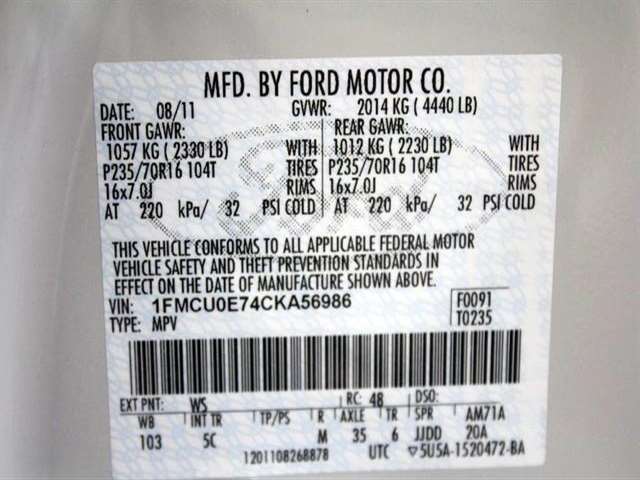 MFD. BY FORD MOTOR CO.
DATE: 08/11 GVWR: 2014 KG ( 4440 LB)
FRONT GAWR: REAR GAWR:
1057 KG ( 2330 LB) WITH 1012 KG ( 2230 LB) WITH
P235/70R16 104T TIRES P235/70R16 104T TIRES
16x7.0J RIMS 16x7.0J RIMS
AT 220 kPa/ 32 PSI COLD AT 220 kPa/ 32 PSI COLD
THIS VEHICLE CONFORMS TO ALL APPLICABLE FEDERAL MOTOR
VEHICLE SAFETY AND THEFT PREVENTION STANDARDS IN
EFFECT ON THE DATE OF MANUFACTURE SHOWN ABOVE.
VIN: 1FMCU0E74CKA56986 F0091
TYPE: MPV T0235
EXT PNT: WS RC: 48 DSO:
WB INT TR TP/PS R AXLE TR SPR AM71A
103 5C M 35 6 JJDD 20A
1201108268878 UTC ▽5U5A-1520472-BA